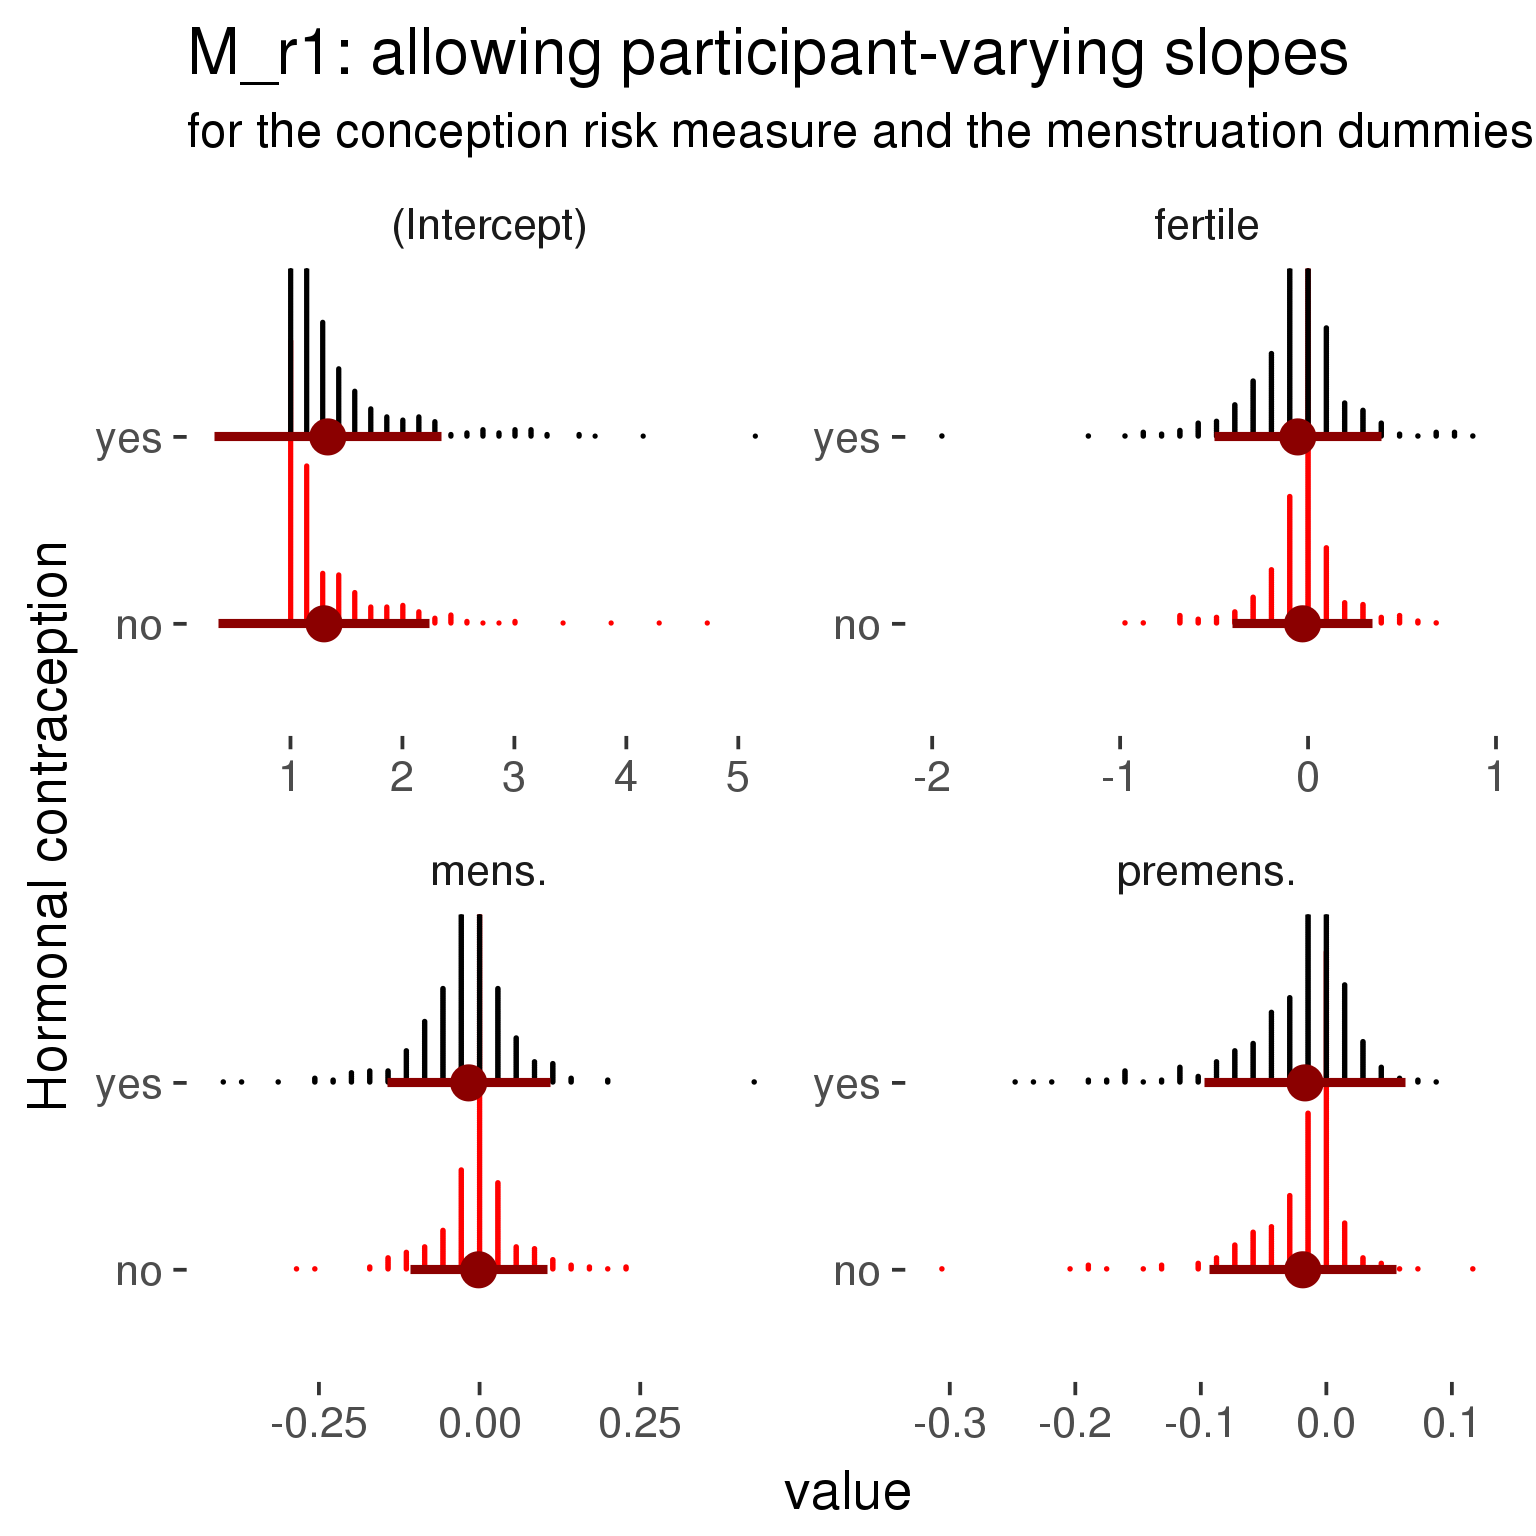 M_r1: allowing participant-varying slopes
for the conception risk measure and the menstruation dummies
(Intercept)
fertile
yes
no
yes
no
1 2 3 4 5
-2 -1 0 1
mens.
premens.
yes
no
yes
no
-0.25 0.00 0.25
-0.3 -0.2 -0.1 0.0 0.1
Hormonal contraception
value